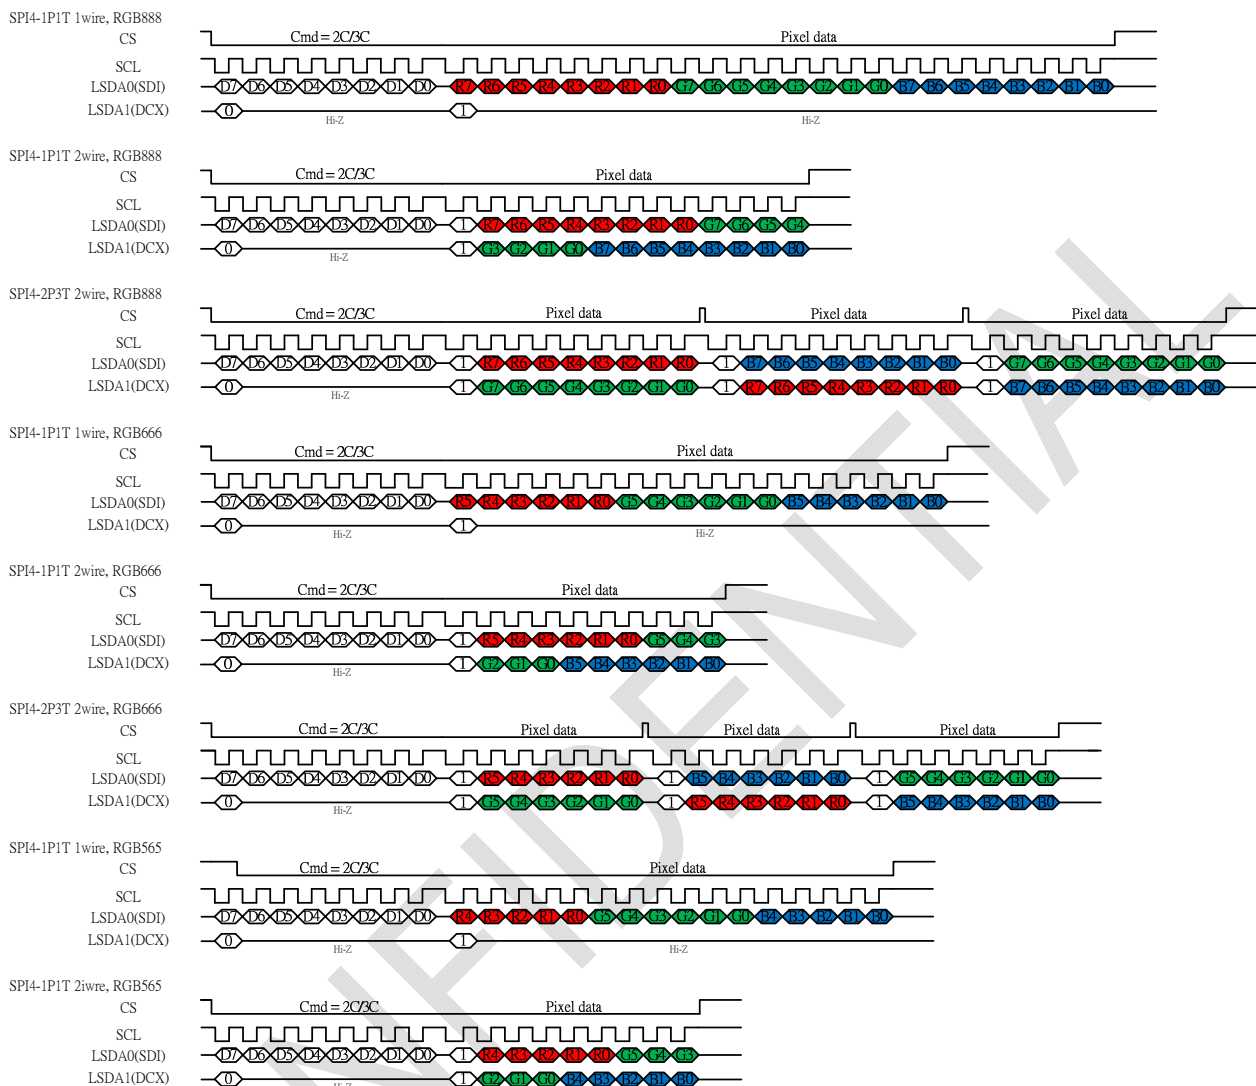 SPI4-1P1T 1wire, RGB888
CS Cmd = 2C/3C Pixel data
SCL
LSDA0(SDI) D7 D6 D5 D4 D3 D2 D1 D0 R7 R6 R5 R4 R3 R2 R1 R0 G7 G6 G5 G4 G3 G2 G1 G0 B7 B6 B5 B4 B3 B2 B1 B0
LSDA1(DCX) 0 1
Hi-Z Hi-Z
SPI4-1P1T 2wire, RGB888
CS Cmd = 2C/3C Pixel data
SCL
LSDA0(SDI) D7 D6 D5 D4 D3 D2 D1 D0 1 R7 R6 R5 R4 R3 R2 R1 R0 G7 G6 G5 G4
LSDA1(DCX) 0 1 G3 G2 G1 G0 B7 B6 B5 B4 B3 B2 B1 B0
Hi-Z
SPI4-2P3T 2wire, RGB888
CS Cmd = 2C/3C Pixel data Pixel data Pixel data
SCL
LSDA0(SDI) D7 D6 D5 D4 D3 D2 D1 D0 1 R7 R6 R5 R4 R3 R2 R1 R0 1 B7 B6 B5 B4 B3 B2 B1 B0 1 G7 G6 G5 G4 G3 G2 G1 G0
LSDA1(DCX) 0 1 G7 G6 G5 G4 G3 G2 G1 G0 1 R7 R6 R5 R4 R3 R2 R1 R0 1 B7 B6 B5 B4 B3 B2 B1 B0
Hi-Z
SPI4-1P1T 1wire, RGB666
CS Cmd = 2C/3C Pixel data
SCL
LSDA0(SDI) D7 D6 D5 D4 D3 D2 D1 D0 R5 R4 R3 R2 R1 R0 G5 G4 G3 G2 G1 G0 B5 B4 B3 B2 B1 B0
LSDA1(DCX) 0 1
Hi-Z Hi-Z
SPI4-1P1T 2wire, RGB666
CS Cmd = 2C/3C Pixel data
SCL
LSDA0(SDI) D7 D6 D5 D4 D3 D2 D1 D0 1 R5 R4 R3 R2 R1 R0 G5 G4 G3
LSDA1(DCX) 0 1 G2 G1 G0 B5 B4 B3 B2 B1 B0
Hi-Z
SPI4-2P3T 2wire, RGB666
CS Cmd = 2C/3C Pixel data Pixel data Pixel data
SCL
LSDA0(SDI) D7 D6 D5 D4 D3 D2 D1 D0 1 R5 R4 R3 R2 R1 R0 1 B5 B4 B3 B2 B1 B0 1 G5 G4 G3 G2 G1 G0
LSDA1(DCX) 0 1 G5 G4 G3 G2 G1 G0 1 R5 R4 R3 R2 R1 R0 1 B5 B4 B3 B2 B1 B0
Hi-Z
SPI4-1P1T 1wire, RGB565
CS Cmd = 2C/3C Pixel data
SCL
LSDA0(SDI) D7 D6 D5 D4 D3 D2 D1 D0 R4 R3 R2 R1 R0 G5 G4 G3 G2 G1 G0 B4 B3 B2 B1 B0
LSDA1(DCX) 0 1
Hi-Z Hi-Z
SPI4-1P1T 2iwre, RGB565
CS Cmd = 2C/3C Pixel data
SCL
LSDA0(SDI) D7 D6 D5 D4 D3 D2 D1 D0 1 R4 R3 R2 R1 R0 G5 G4 G3
LSDA1(DCX) 0 1 G2 G1 G0 B4 B3 B2 B1 B0
Hi-Z
NFIDENTIAL